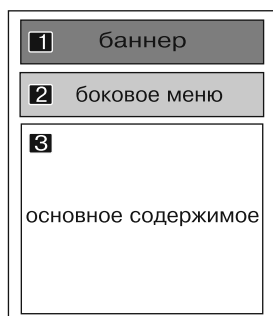 1 баннер
2 боковое меню
3
основное содержимое